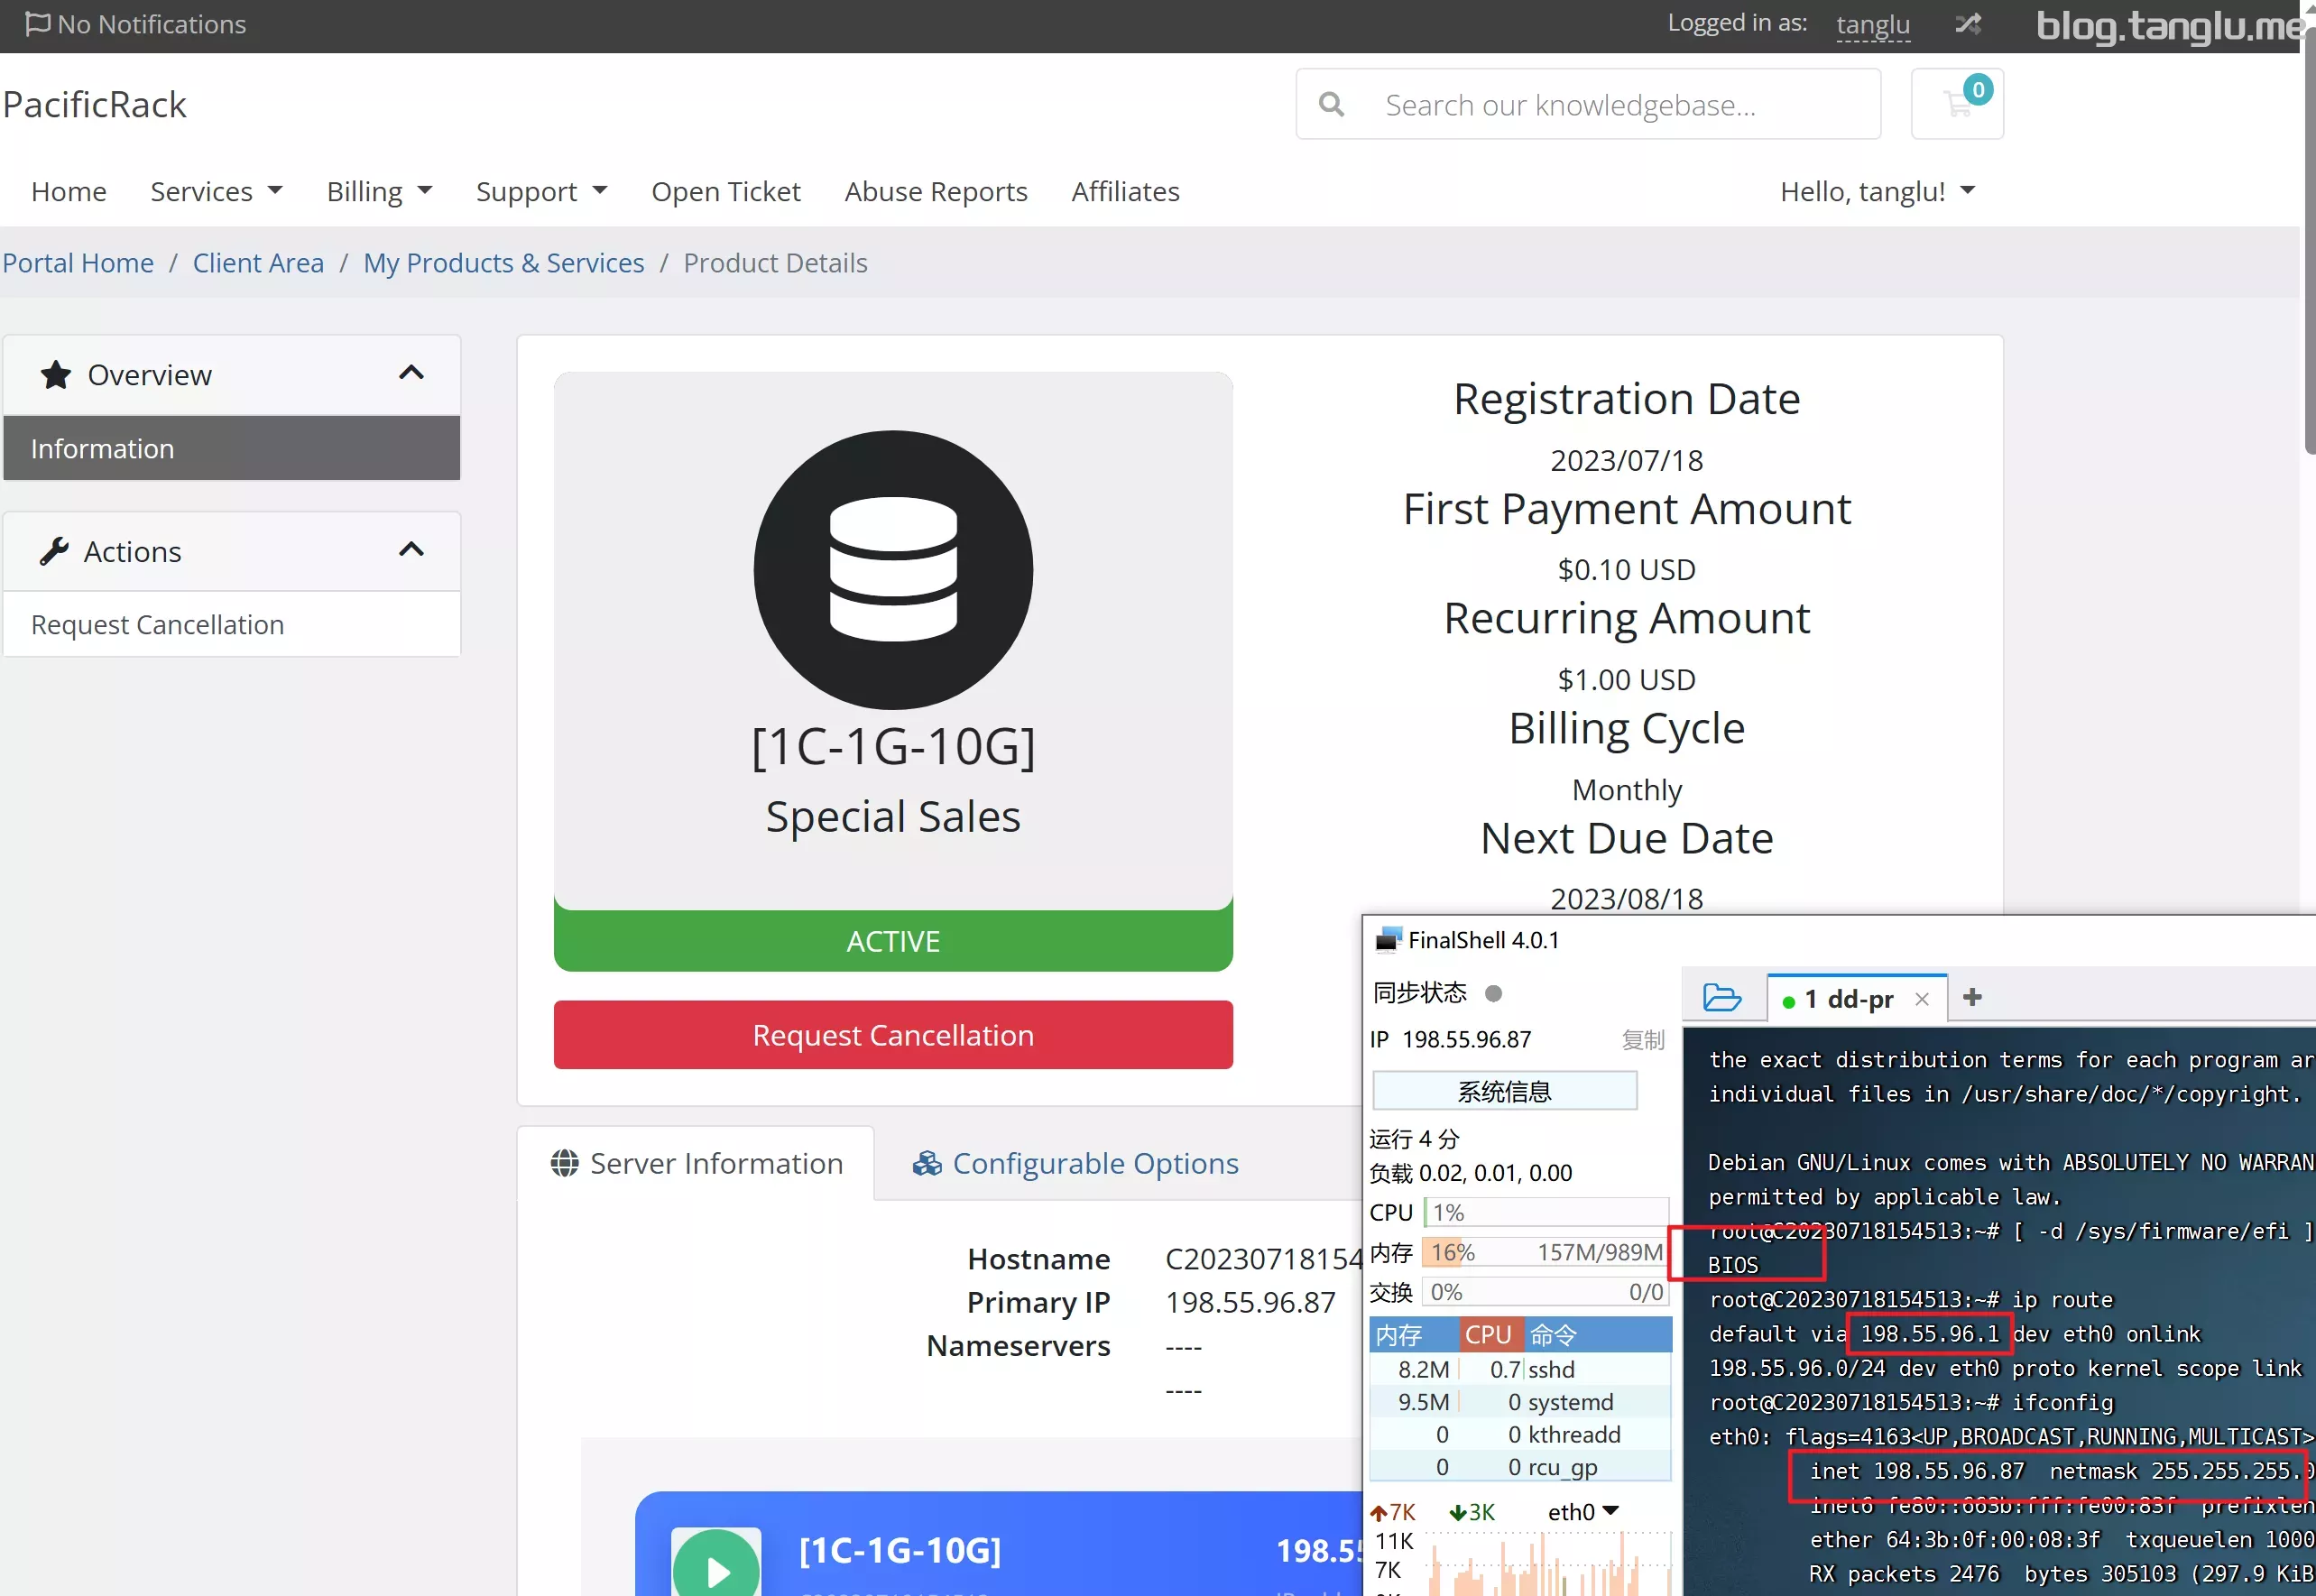 No Notifications
Logged in as: tanglu
blog.tanglu.me
PacificRack
Search our knowledgebase...
0
Home Services Billing Support Open Ticket Abuse Reports Affiliates Hello, tanglu!
Portal Home / Client Area / My Products & Services / Product Details
Overview
Information
Actions
Request Cancellation
[1C-1G-10G]
Special Sales
ACTIVE
Request Cancellation
Registration Date
2023/07/18
First Payment Amount
$0.10 USD
Recurring Amount
$1.00 USD
Billing Cycle
Monthly
Next Due Date
2023/08/18
Server Information
Configurable Options
Hostname C20230718154
Primary IP 198.55.96.87
Nameservers ----
----
[1C-1G-10G] 198.55
FinalShell 4.0.1
同步状态
IP 198.55.96.87 复制
系统信息
运行 4 分
负载 0.02, 0.01, 0.00
CPU 1%
内存 16% 157M/989M
交换 0% 0/0
内存 CPU 命令
8.2M 0.7 sshd
9.5M 0 systemd
0 0 kthreadd
0 0 rcu_gp
7K 3K eth0
11K
7K
1 dd-pr
the exact distribution terms for each program ar
individual files in /usr/share/doc/*/copyright.
Debian GNU/Linux comes with ABSOLUTELY NO WARRAN
permitted by applicable law.
root@C20230718154513:~# [ -d /sys/firmware/efi ]
BIOS
root@C20230718154513:~# ip route
default via 198.55.96.1 dev eth0 onlink
198.55.96.0/24 dev eth0 proto kernel scope link
root@C20230718154513:~# ifconfig
eth0: flags=4163<UP,BROADCAST,RUNNING,MULTICAST>
inet 198.55.96.87 netmask 255.255.255.0
inet6 fe80::663b:fff:fe00:83f prefixlen
ether 64:3b:0f:00:08:3f txqueuelen 1000
RX packets 2476 bytes 305103 (297.9 KiB